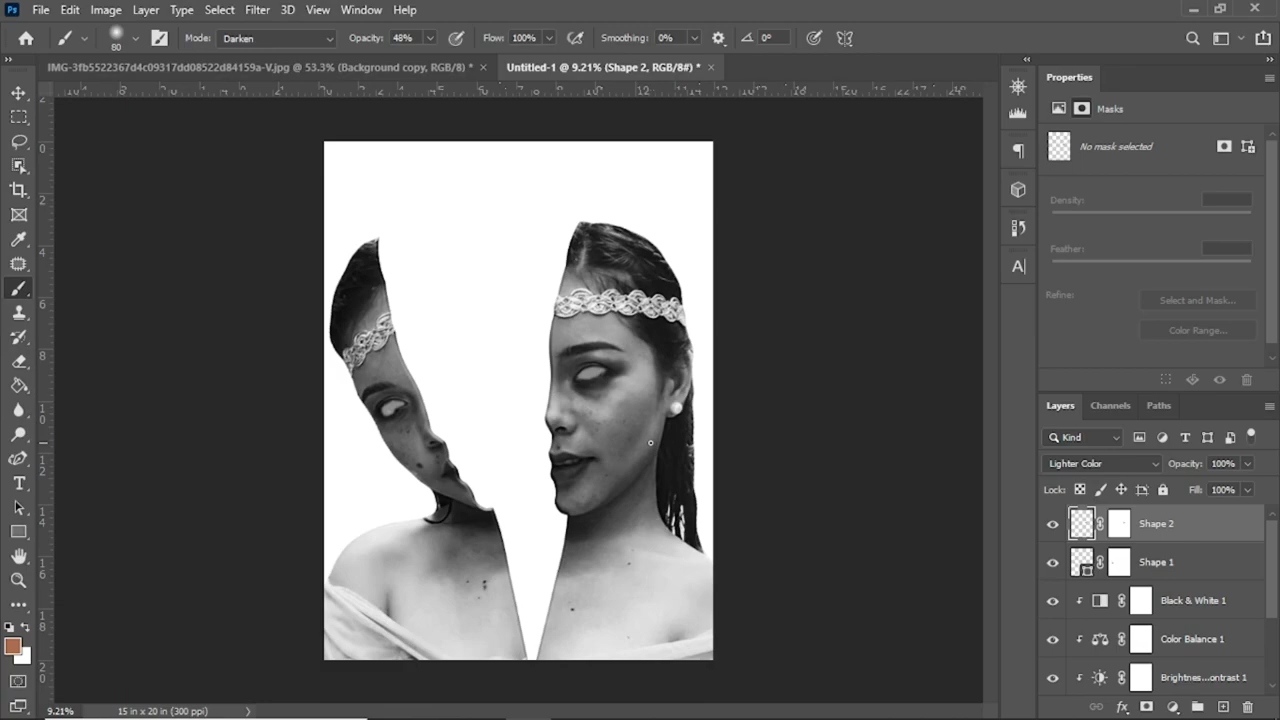 Ps File Edit Image Layer Type Select Filter 3D View Window Help
80 Mode: Darken Opacity: 48% Flow: 100% Smoothing: 0% 0°
IMG-3fb5522367d4c09317dd08522d84159a-V.jpg @ 53.3% (Background copy, RGB/8) * × Untitled-1 @ 9.21% (Shape 2, RGB/8#) * ×
Properties
Masks
No mask selected
Density:
Feather:
Refine: Select and Mask...
Color Range...
Layers Channels Paths
Kind
Lighter Color Opacity: 100%
Lock: Fill: 100%
Shape 2
Shape 1
Black & White 1
Color Balance 1
Brightnes...ontrast 1
9.21% 15 in x 20 in (300 ppi)